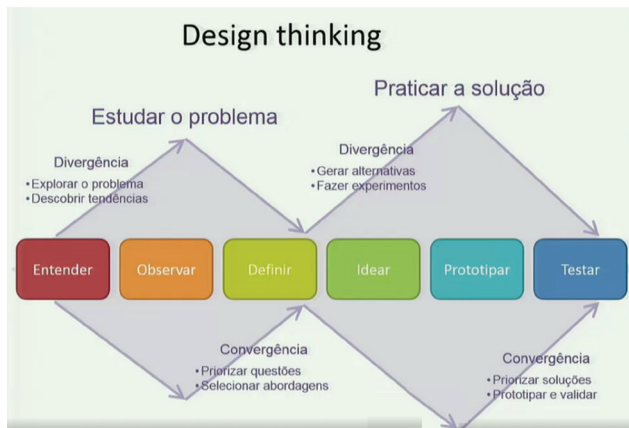 Design thinking
Praticar a solução
Estudar o problema
Divergência
•Explorar o problema
•Descobrir tendências
Divergência
•Gerar alternativas
•Fazer experimentos
Entender
Observar
Definir
Idear
Prototipar
Testar
Convergência
•Priorizar questões
•Selecionar abordagens
Convergência
•Priorizar soluções
•Prototipar e validar